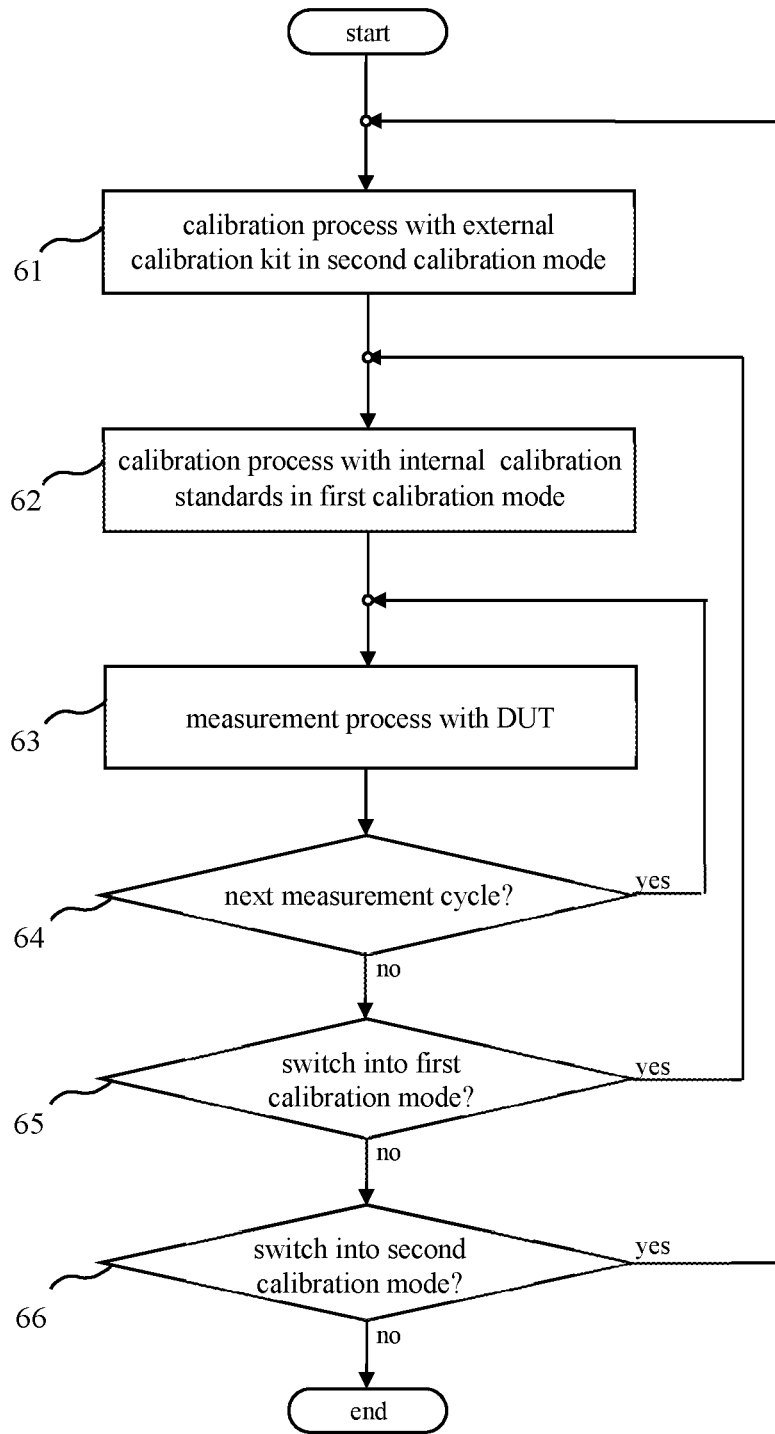 start
calibration process with external
calibration kit in second calibration mode
61
calibration process with internal calibration
standards in first calibration mode
62
measurement process with DUT
63
next measurement cycle?
yes
64
no
switch into first
calibration mode?
yes
65
no
switch into second
calibration mode?
yes
66
no
end